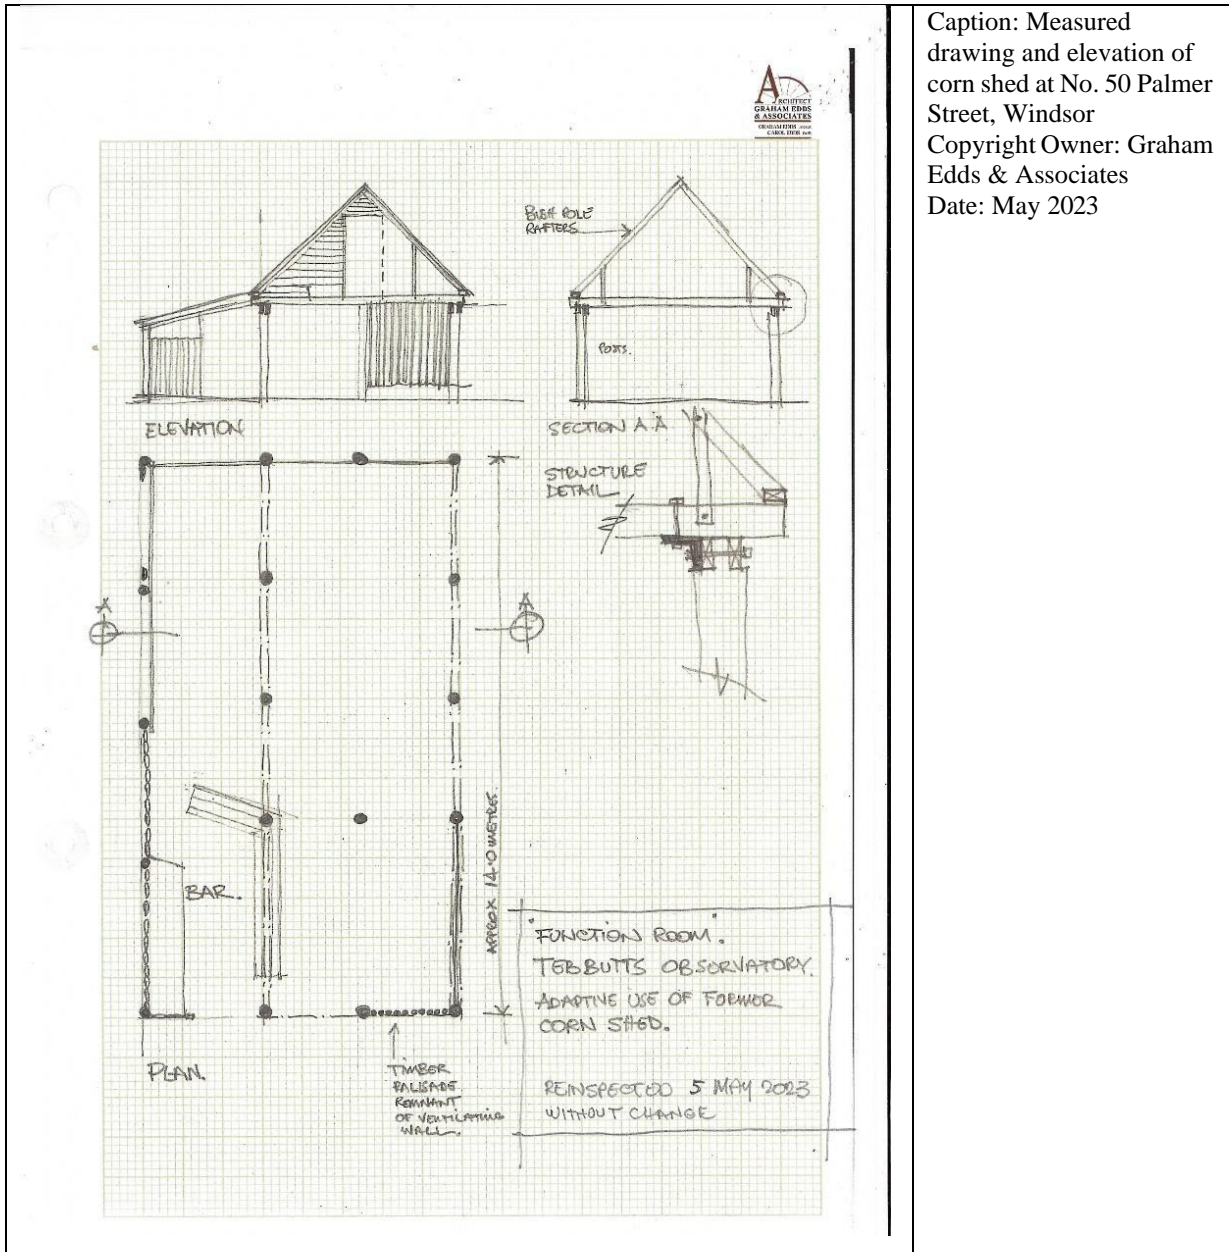 ARCHITECT
GRAHAM EDDS
& ASSOCIATES
Caption: Measured
drawing and elevation of
corn shed at No. 50 Palmer
Street, Windsor
Copyright Owner: Graham
Edds & Associates
Date: May 2023
BUSH POLE
RAFTERS
POSTS.
ELEVATION
SECTION A.A
STRUCTURE
DETAIL
A
A
BAR.
APPROX 14.0 METRES
PLAN.
TIMBER
PALISADE
REMNANT
OF VENTILATING
WALL.
"FUNCTION ROOM."
TEBBUTTS OBSORVATORY.
ADAPTIVE USE OF FORMER
CORN SHED.
REINSPECTED 5 MAY 2023
WITHOUT CHANGE